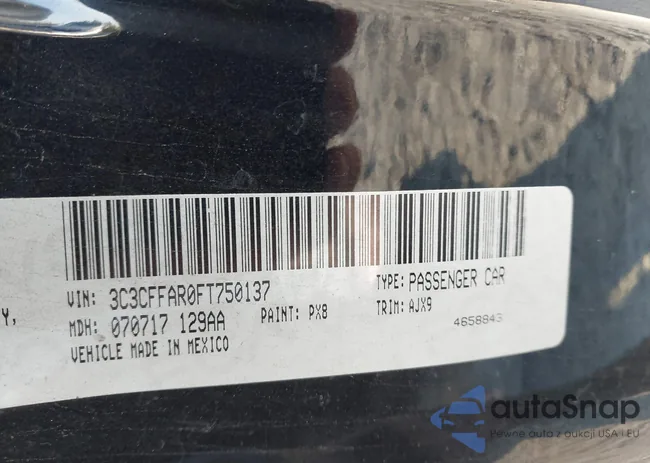 VIN: 3C3CFFAR0FT750137 TYPE: PASSENGER CAR
Y, MDH: 070717 129AA PAINT: PX8 TRIM: AJX9
VEHICLE MADE IN MEXICO 4658843
autaSnap
Pewne auta z aukcji USA i EU